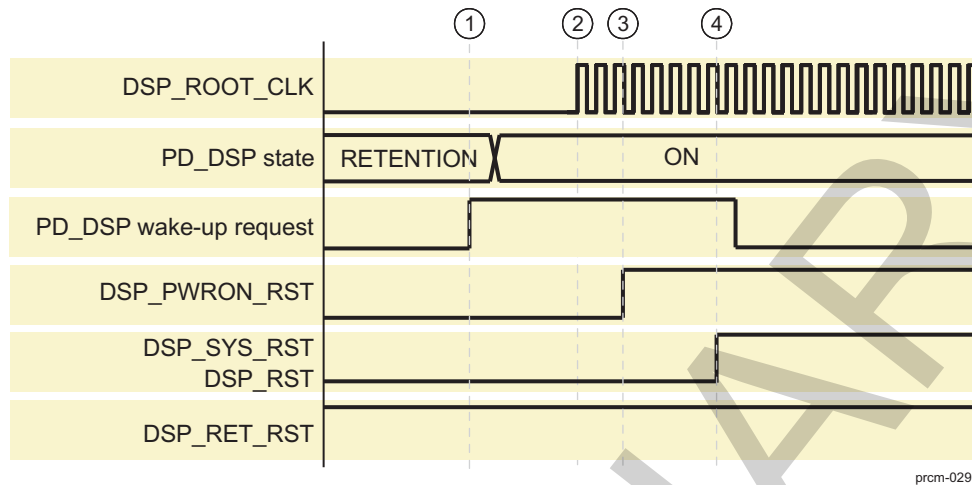 1 2 3 4
DSP_ROOT_CLK
PD_DSP state RETENTION ON
PD_DSP wake-up request
DSP_PWRON_RST
DSP_SYS_RST
DSP_RST
DSP_RET_RST
prcm-029